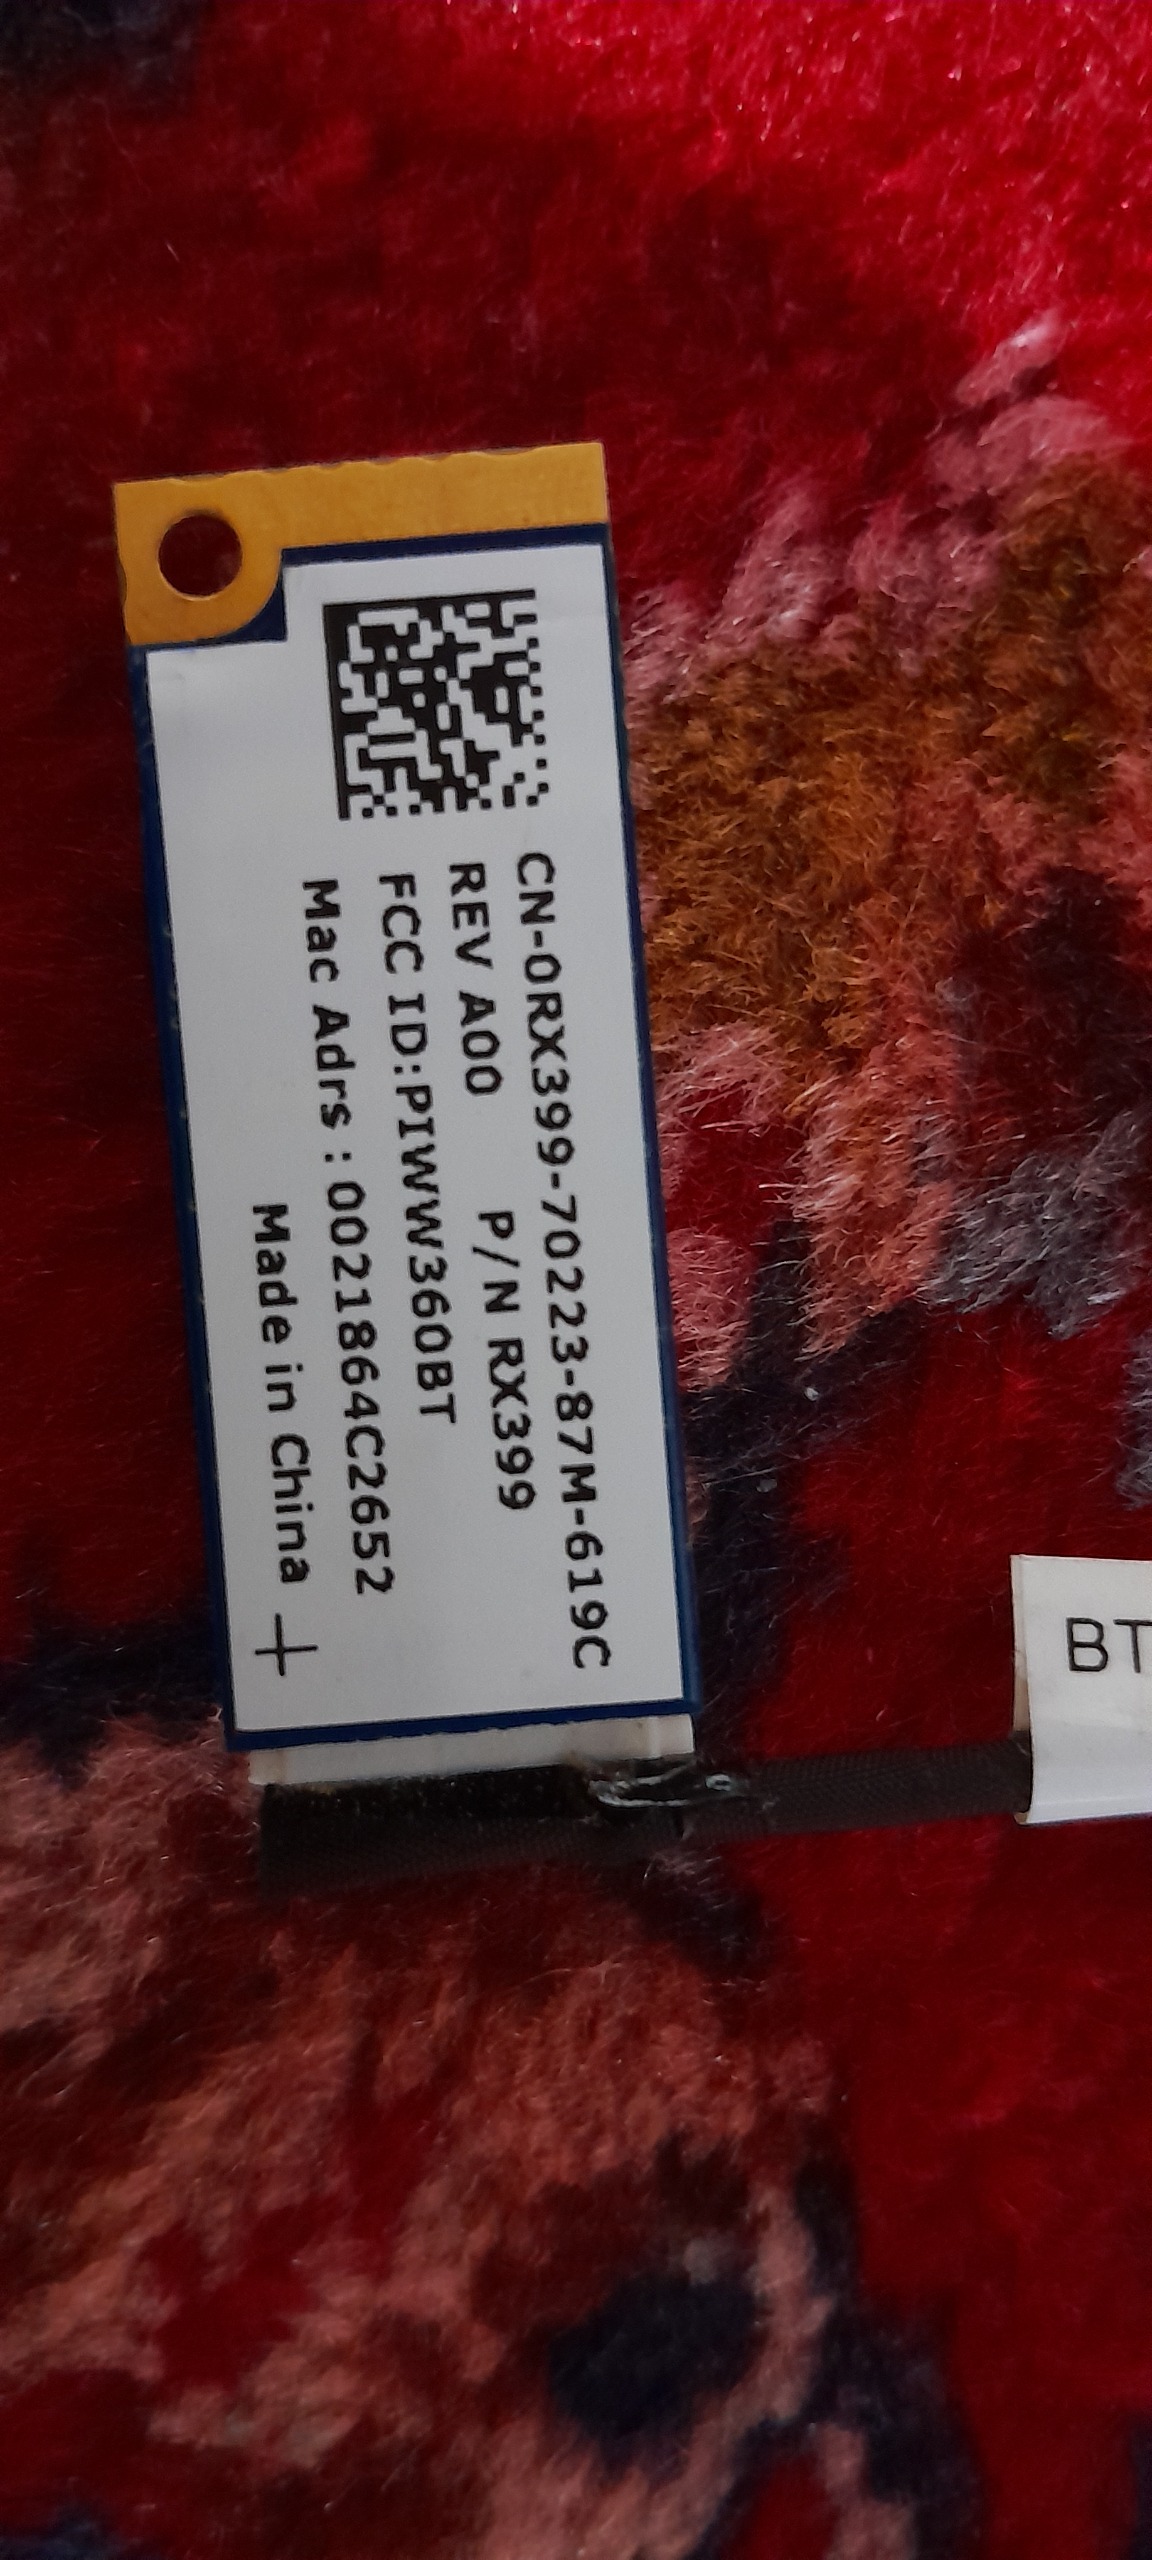 CN-0RX399-70223-87M-619C
REV A00 P/N RX399
FCC ID:PIWW360BT
Mac Adrs : 0021864C2652
Made in China
BT